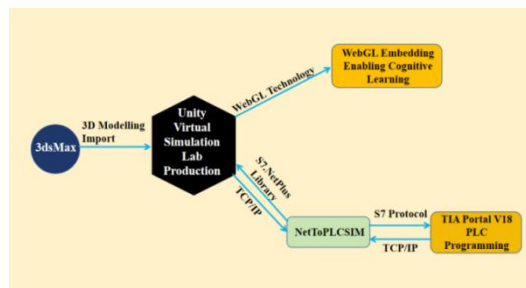 3dsMax
3D Modelling
Import
Unity
Virtual
Simulation
Lab
Production
WebGL Technology
WebGL Embedding
Enabling Cognitive
Learning
S7.NetPlus
Library
TCP/IP
NetToPLCSIM
S7 Protocol
TCP/IP
TIA Portal V18
PLC
Programming